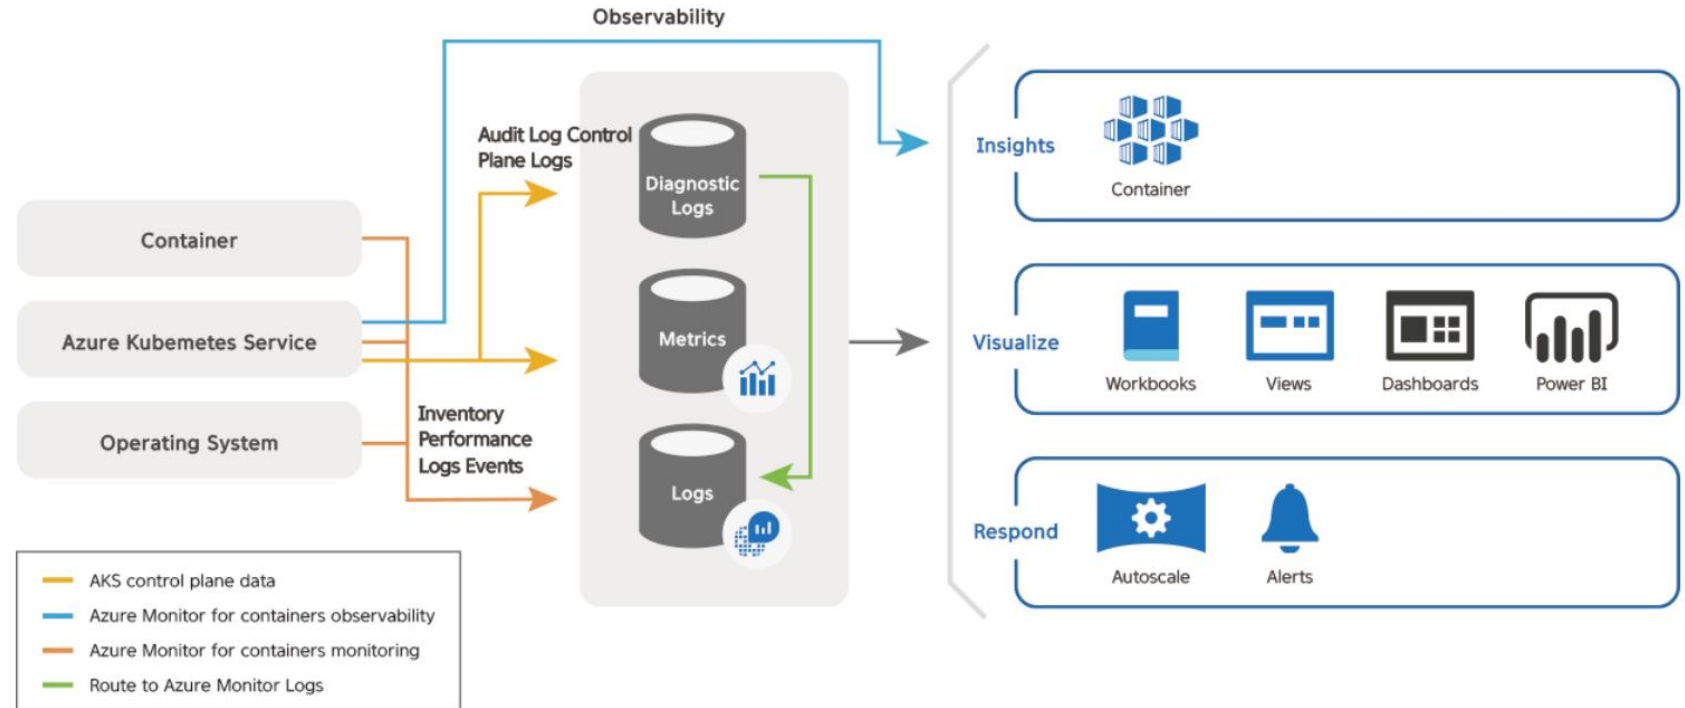 Observability
Audit Log Control
Plane Logs
Container
Azure Kubemetes Service
Operating System
Inventory
Performance
Logs Events
Diagnostic
Logs
Metrics
Logs
Insights
Container
Visualize
Workbooks
Views
Dashboards
Power BI
Respond
Autoscale
Alerts
AKS control plane data
Azure Monitor for containers observability
Azure Monitor for containers monitoring
Route to Azure Monitor Logs